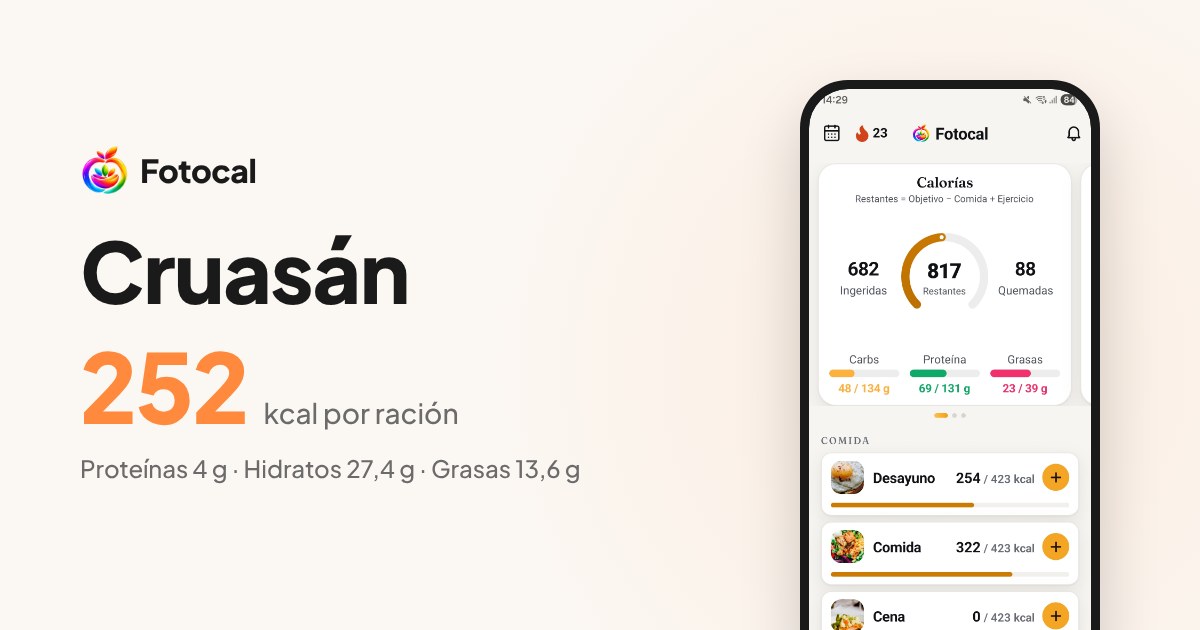 Fotocal
Cruasán
252 kcal por ración
Proteínas 4 g · Hidratos 27,4 g · Grasas 13,6 g
14:29
84
23
Fotocal
Calorías
Restantes = Objetivo − Comida + Ejercicio
682
Ingeridas
817
Restantes
88
Quemadas
Carbs
48 / 134 g
Proteína
69 / 131 g
Grasas
23 / 39 g
COMIDA
Desayuno 254 / 423 kcal +
Comida 322 / 423 kcal +
Cena 0 / 423 kcal +